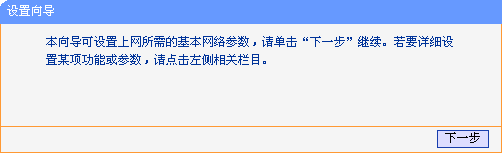 设置向导
本向导可设置上网所需的基本网络参数，请单击“下一步”继续。若要详细设
置某项功能或参数，请点击左侧相关栏目。
下一步